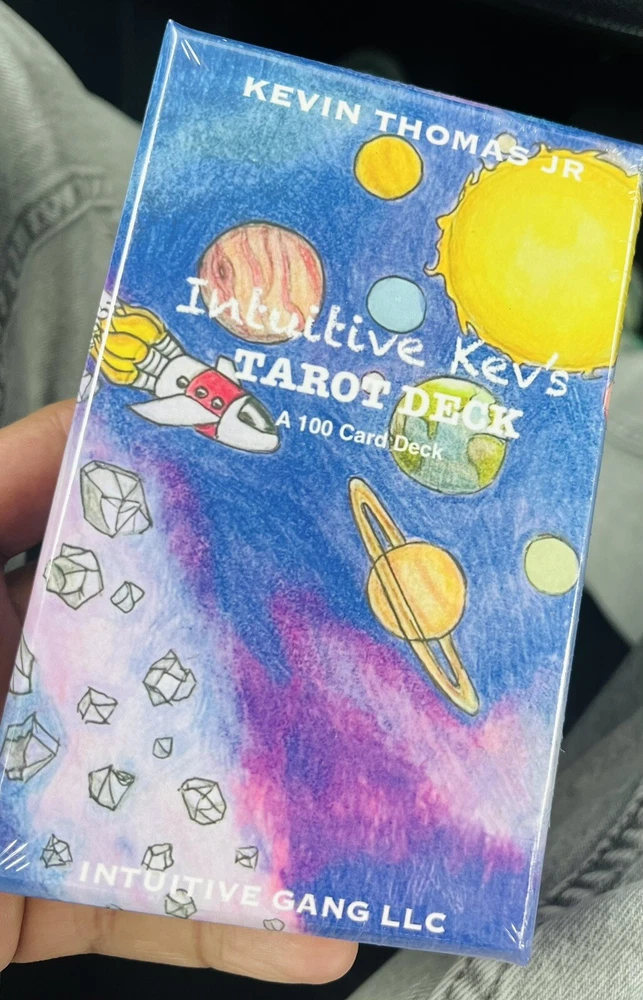 KEVIN THOMAS JR
Intuitive Kev's
TAROT DECK
A 100 Card Deck
INTUITIVE GANG LLC